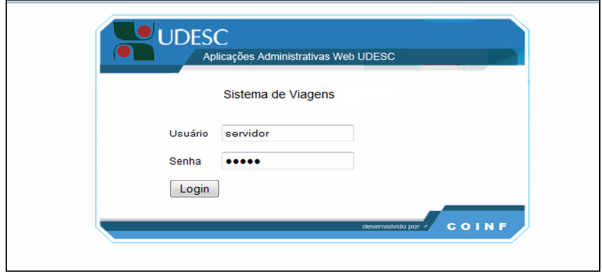 UDESC
Aplicações Administrativas Web UDESC
Sistema de Viagens
Usuário servidor
Senha •••••
Login
desenvolvido por >
COINF